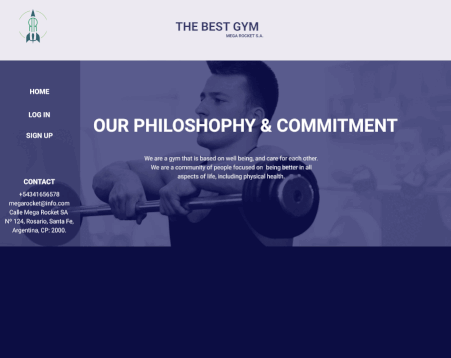 THE BEST GYM
MEGA ROCKET S.A.
HOME
LOG IN
SIGN UP
OUR PHILOSHOPHY & COMMITMENT
We are a gym that is based on well being, and care for each other.
We are a community of people focused on being better in all
aspects of life, including physical health.
CONTACT
+54341656578
megarocket@info.com
Calle Mega Rocket SA
Nº 124, Rosario, Santa Fe,
Argentina, CP: 2000.